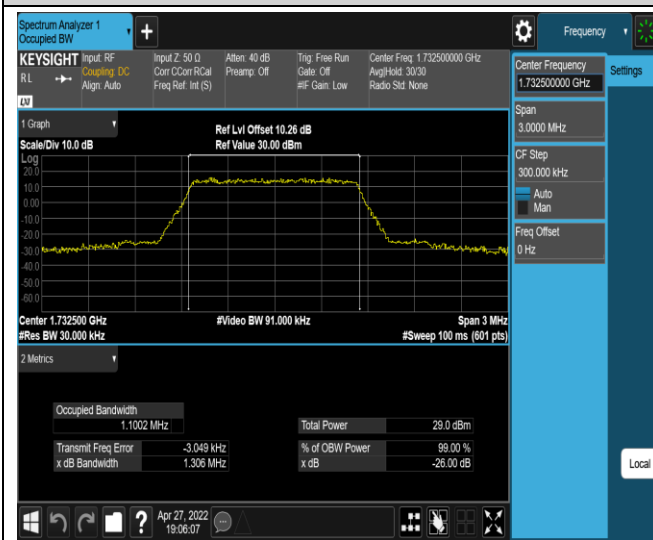 Spectrum Analyzer 1
Occupied BW
+
Frequency
KEYSIGHT
RL
LXI
Input: RF
Coupling: DC
Align: Auto
Input Z: 50 Ω
Corr CCorr RCal
Freq Ref: Int (S)
Atten: 40 dB
Preamp: Off
Trig: Free Run
Gate: Off
#IF Gain: Low
Center Freq: 1.732500000 GHz
Avg|Hold: 30/30
Radio Std: None
Center Frequency
1.732500000 GHz
Settings
Span
3.0000 MHz
CF Step
300.000 kHz
Auto
Man
Freq Offset
0 Hz
1 Graph
Scale/Div 10.0 dB
Ref Lvl Offset 10.26 dB
Ref Value 30.00 dBm
Log
20.0
10.0
0.00
-10.0
-20.0
-30.0
-40.0
-50.0
-60.0
Center 1.732500 GHz
#Video BW 91.000 kHz
Span 3 MHz
#Res BW 30.000 kHz
#Sweep 100 ms (601 pts)
2 Metrics
Occupied Bandwidth
1.1002 MHz
Total Power 29.0 dBm
Transmit Freq Error -3.049 kHz
% of OBW Power 99.00 %
x dB Bandwidth 1.306 MHz
x dB -26.00 dB
Local
?
Apr 27, 2022
19:06:07